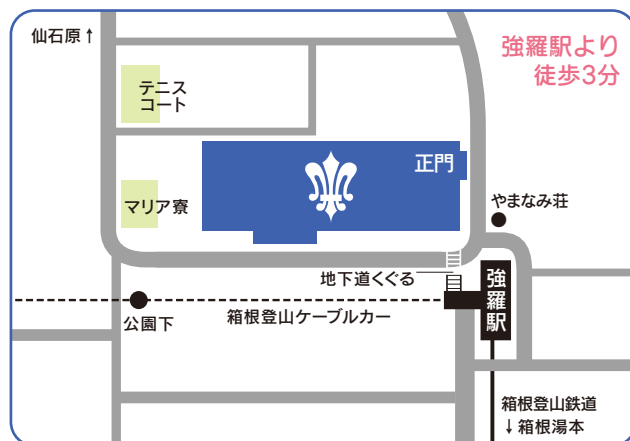 仙石原↑
強羅駅より
徒歩3分
テニス
コート
正門
マリア寮
やまなみ荘
地下道くぐる
強羅駅
公園下
箱根登山ケーブルカー
箱根登山鉄道
↓箱根湯本